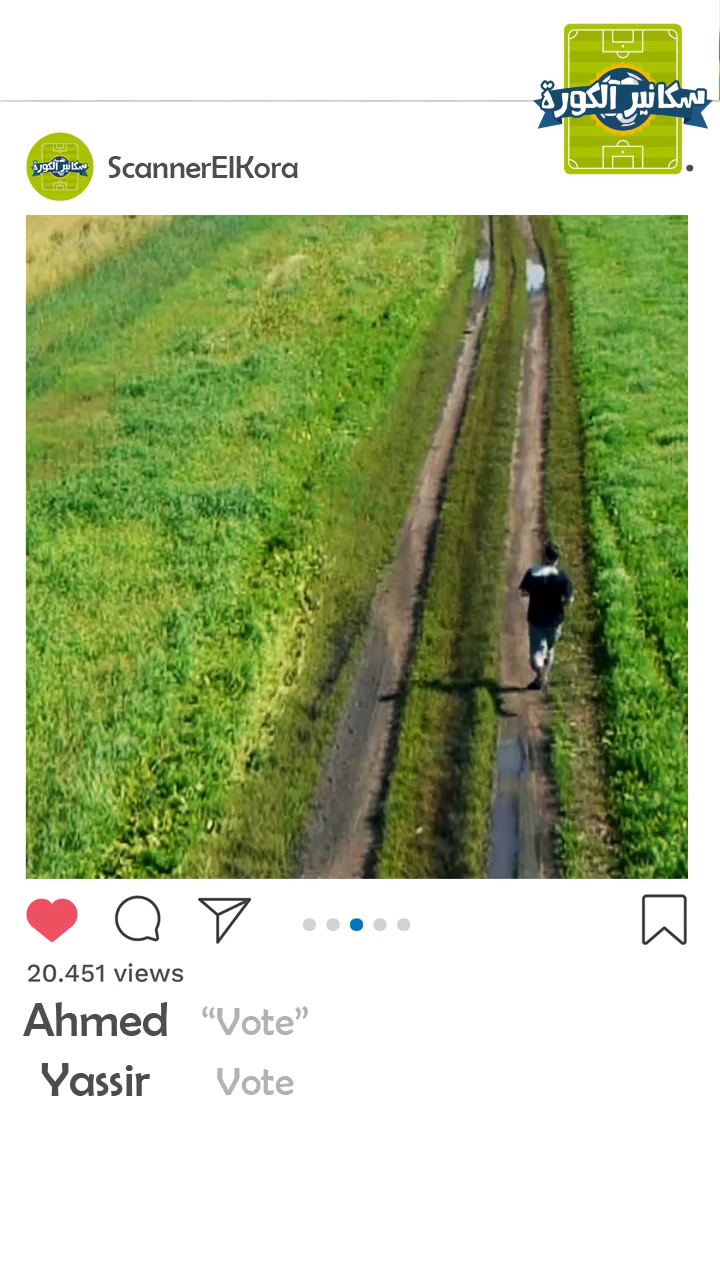 سكانير الكورة
سكانير الكورة
ScannerElKora
20.451 views
Ahmed “Vote”
Yassir Vote